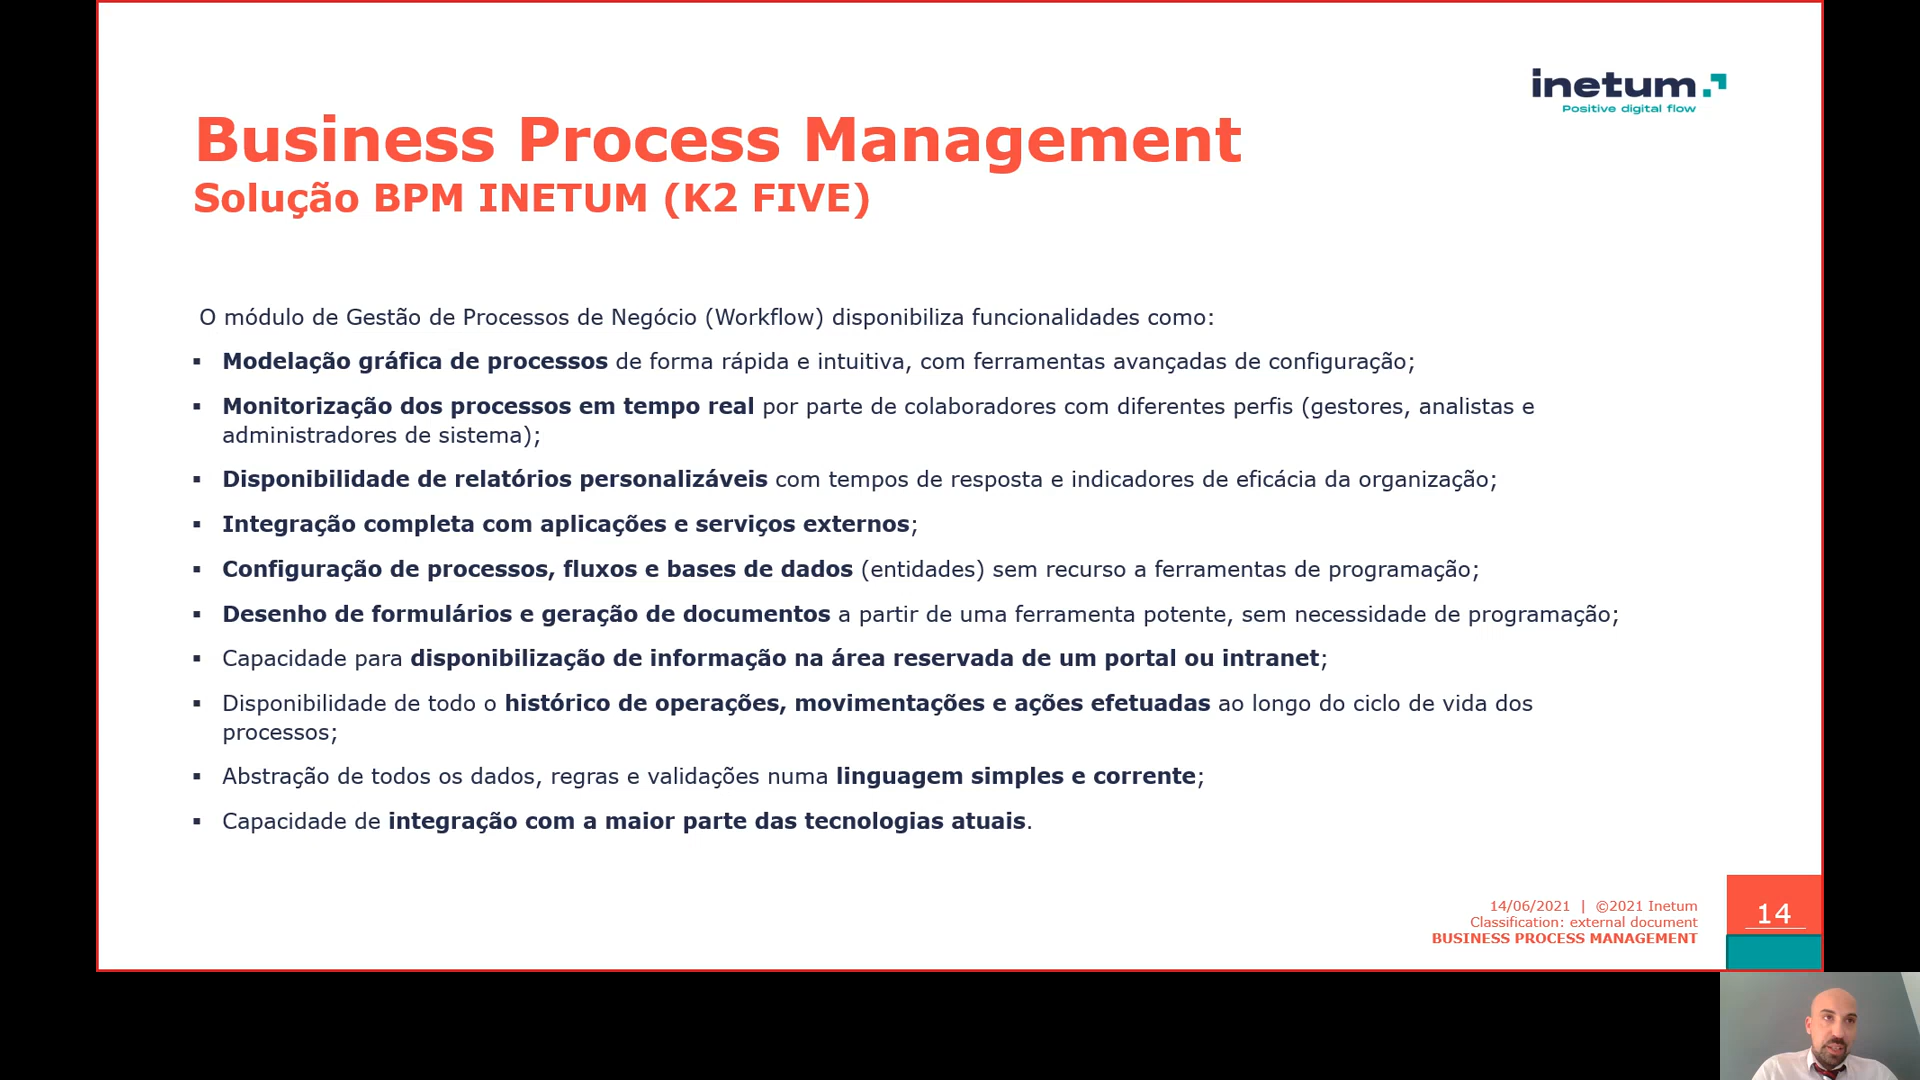 inetum
Positive digital flow
Business Process Management
Solução BPM INETUM (K2 FIVE)
O módulo de Gestão de Processos de Negócio (Workflow) disponibiliza funcionalidades como:
▪ Modelação gráfica de processos de forma rápida e intuitiva, com ferramentas avançadas de configuração;
▪ Monitorização dos processos em tempo real por parte de colaboradores com diferentes perfis (gestores, analistas e
administradores de sistema);
▪ Disponibilidade de relatórios personalizáveis com tempos de resposta e indicadores de eficácia da organização;
▪ Integração completa com aplicações e serviços externos;
▪ Configuração de processos, fluxos e bases de dados (entidades) sem recurso a ferramentas de programação;
▪ Desenho de formulários e geração de documentos a partir de uma ferramenta potente, sem necessidade de programação;
▪ Capacidade para disponibilização de informação na área reservada de um portal ou intranet;
▪ Disponibilidade de todo o histórico de operações, movimentações e ações efetuadas ao longo do ciclo de vida dos
processos;
▪ Abstração de todos os dados, regras e validações numa linguagem simples e corrente;
▪ Capacidade de integração com a maior parte das tecnologias atuais.
14/06/2021 | ©2021 Inetum
Classification: external document
BUSINESS PROCESS MANAGEMENT
14